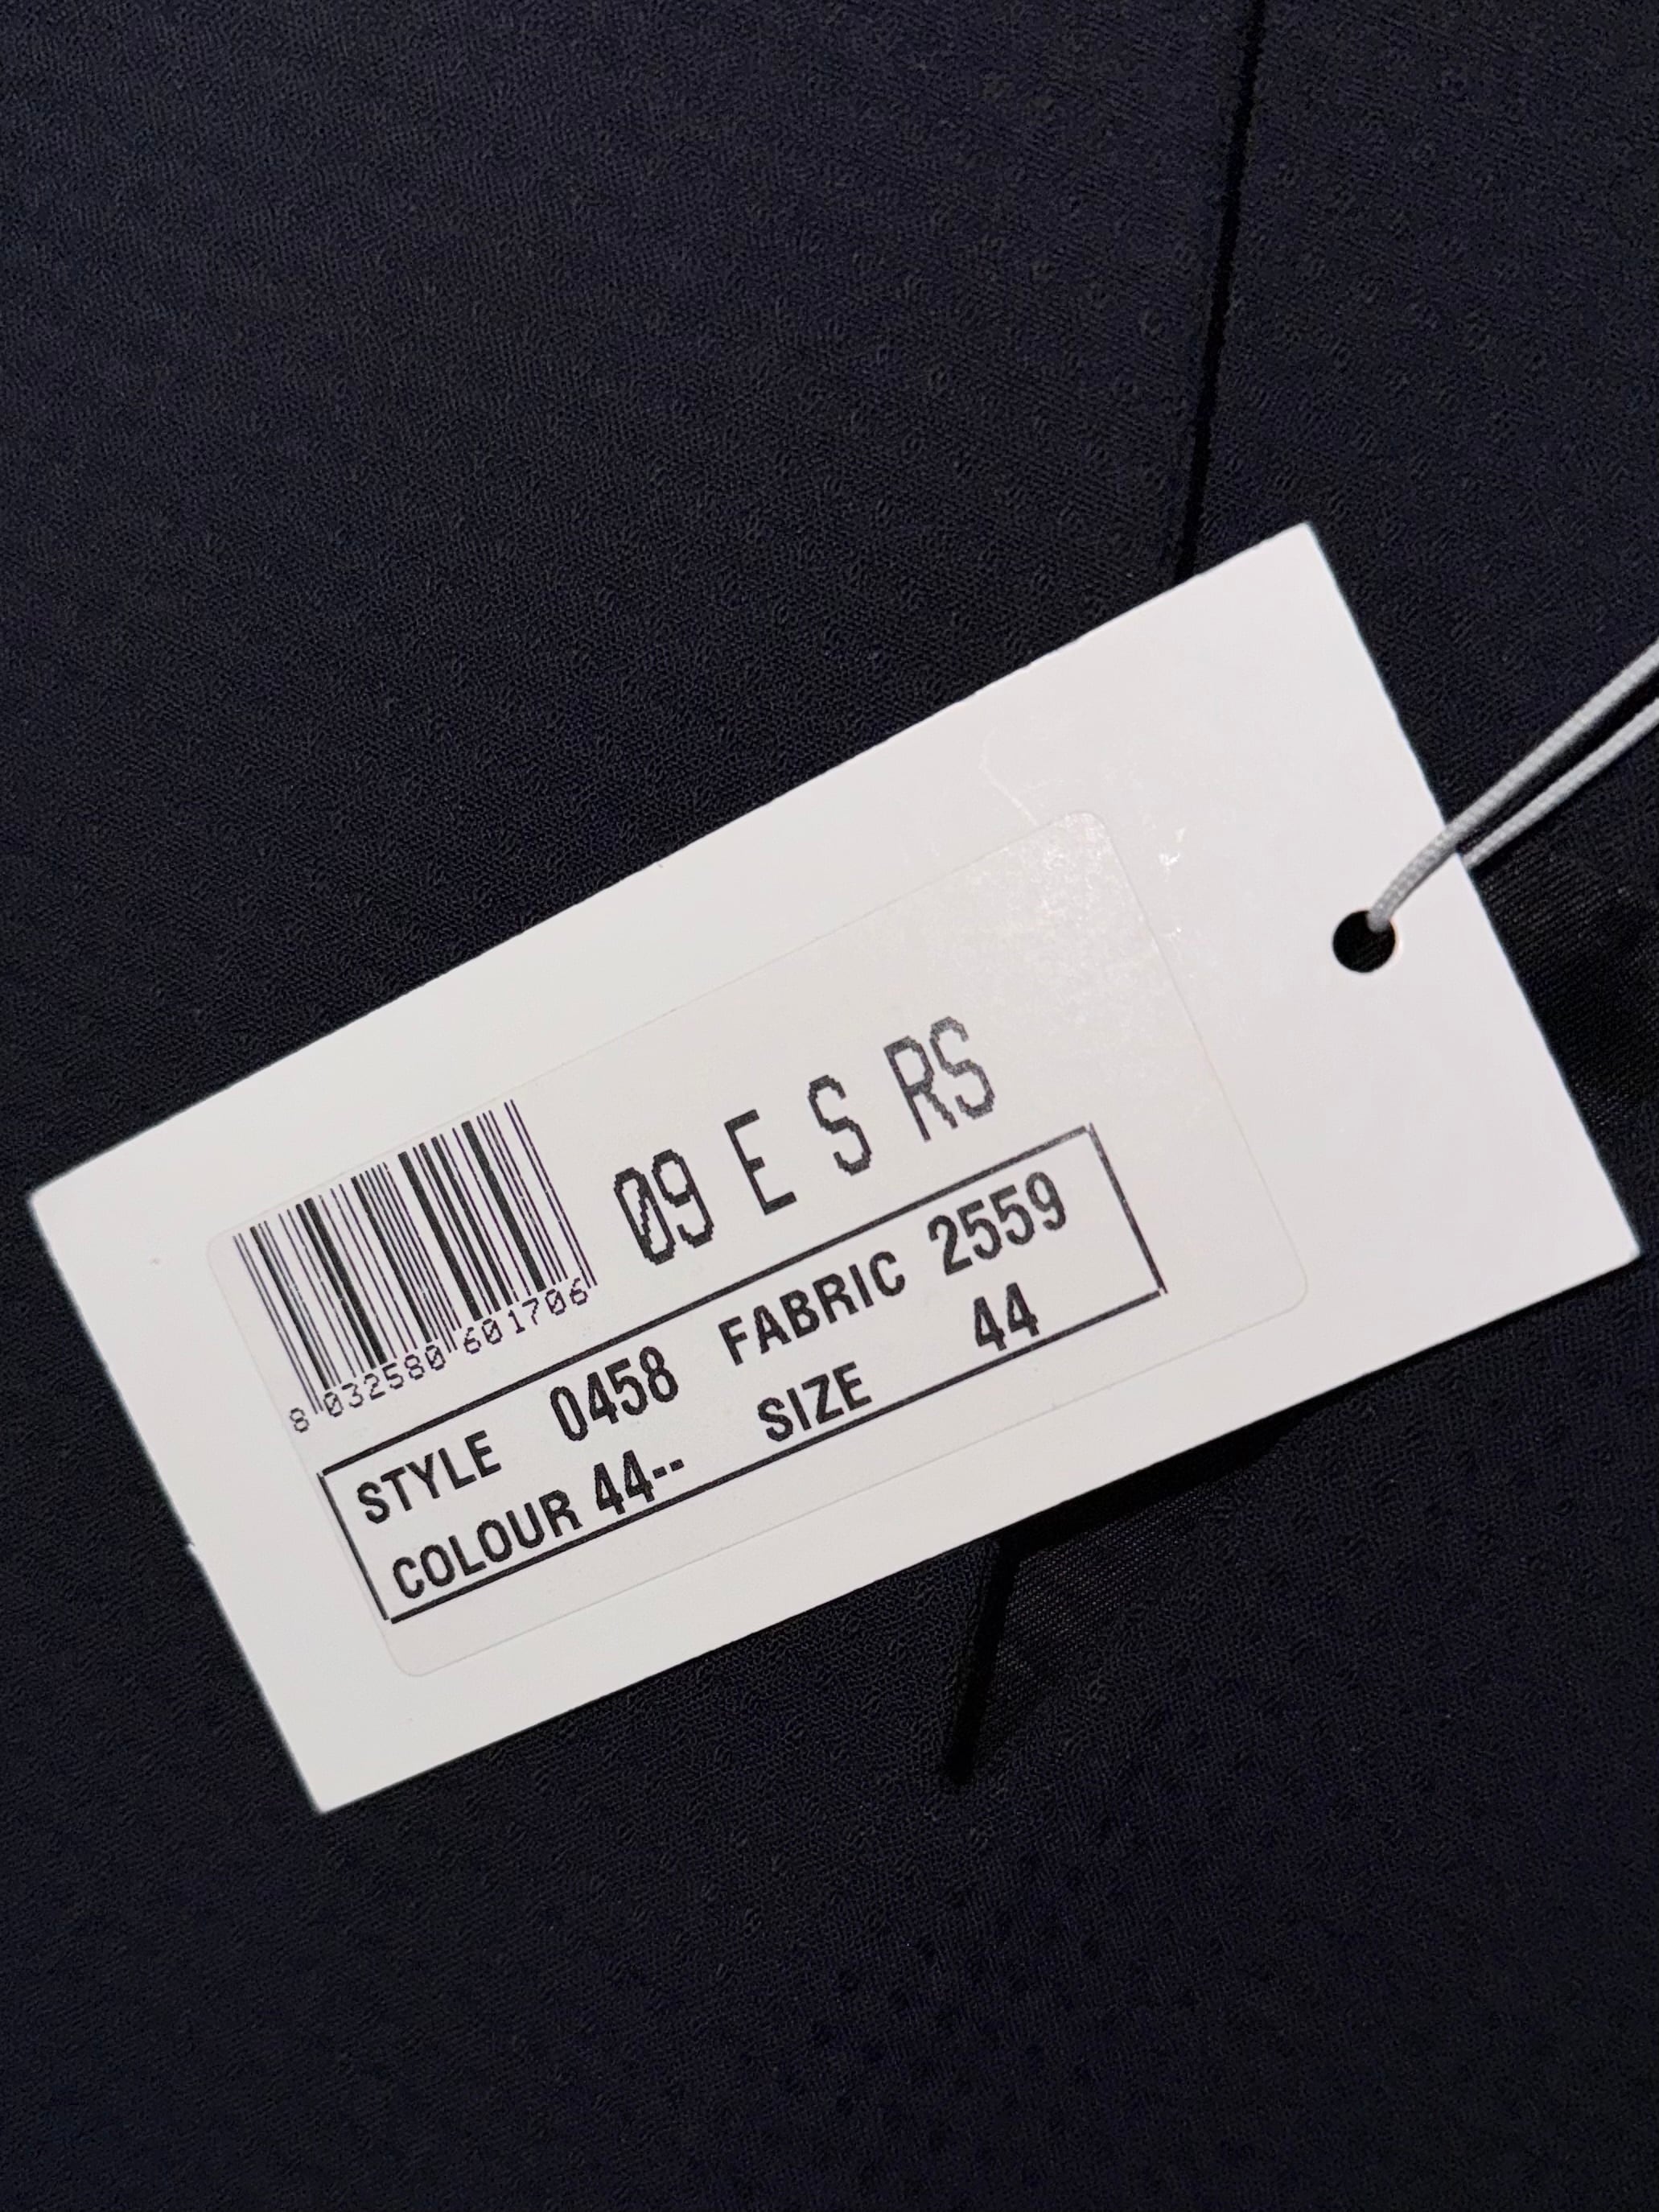 09 E S RS
8 032580 601706
STYLE 0458 FABRIC 2559
COLOUR 44-- SIZE 44